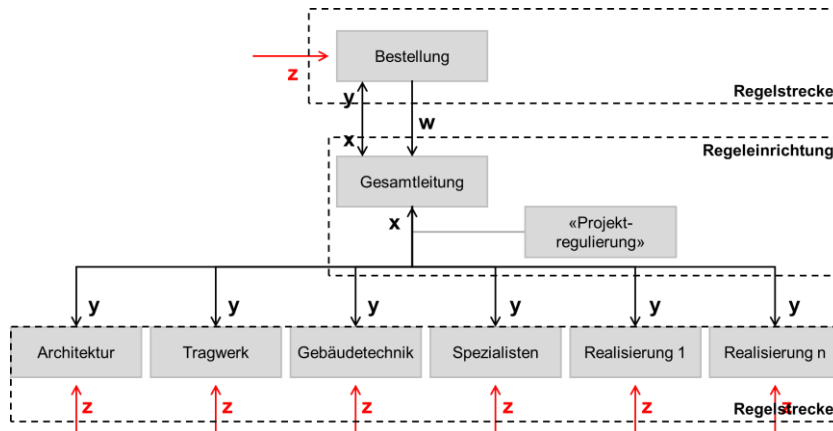 Bestellung
z
Regelstrecke
y
w
x
Regeleinrichtung
Gesamtleitung
x
«Projekt-
regulierung»
y y y y y y
Architektur Tragwerk Gebäudetechnik Spezialisten Realisierung 1 Realisierung n
z z z z z z
Regelstrecke